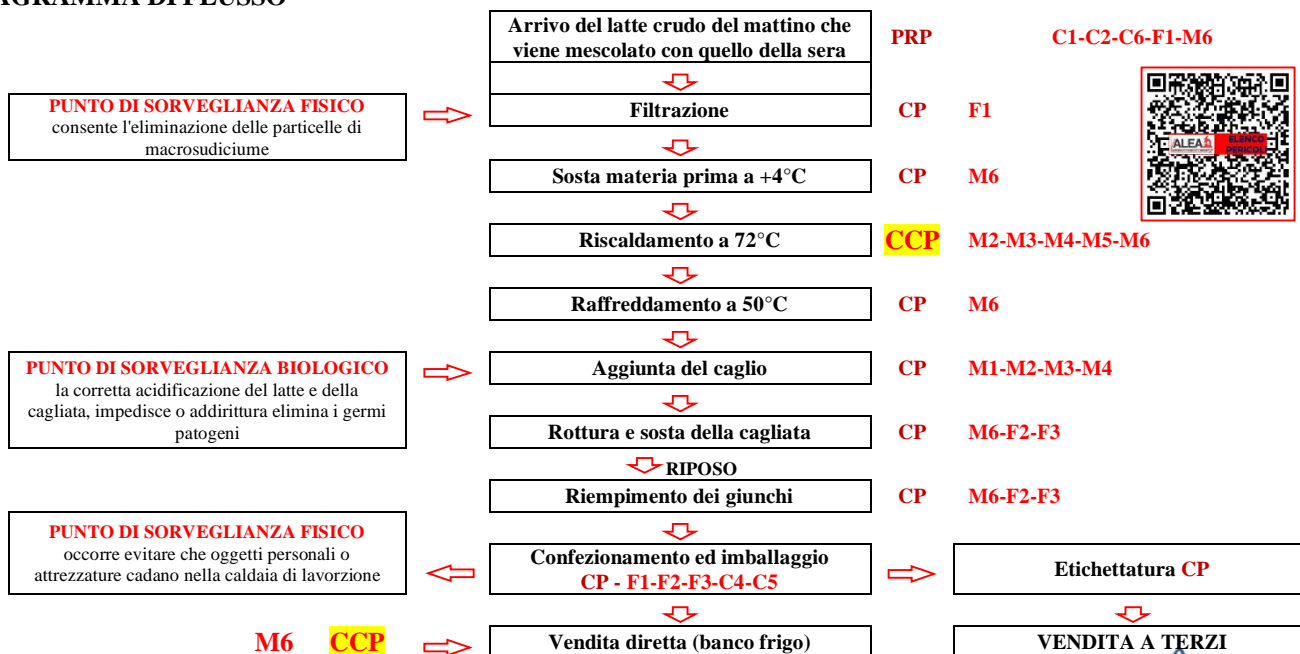 Arrivo del latte crudo del mattino che
viene mescolato con quello della sera
PRP
C1-C2-C6-F1-M6
PUNTO DI SORVEGLIANZA FISICO
consente l'eliminazione delle particelle di
macrosudiciume
Filtrazione
CP
F1
ALEA
ELENCO
PERICOLI
Sosta materia prima a +4°C
CP
M6
Riscaldamento a 72°C
CCP
M2-M3-M4-M5-M6
Raffreddamento a 50°C
CP
M6
PUNTO DI SORVEGLIANZA BIOLOGICO
la corretta acidificazione del latte e della
cagliata, impedisce o addirittura elimina i germi
patogeni
Aggiunta del caglio
CP
M1-M2-M3-M4
Rottura e sosta della cagliata
CP
M6-F2-F3
RIPOSO
Riempimento dei giunchi
CP
M6-F2-F3
PUNTO DI SORVEGLIANZA FISICO
occorre evitare che oggetti personali o
attrezzature cadano nella caldaia di lavorzione
Confezionamento ed imballaggio
CP - F1-F2-F3-C4-C5
Etichettatura CP
M6 CCP
Vendita diretta (banco frigo)
VENDITA A TERZI